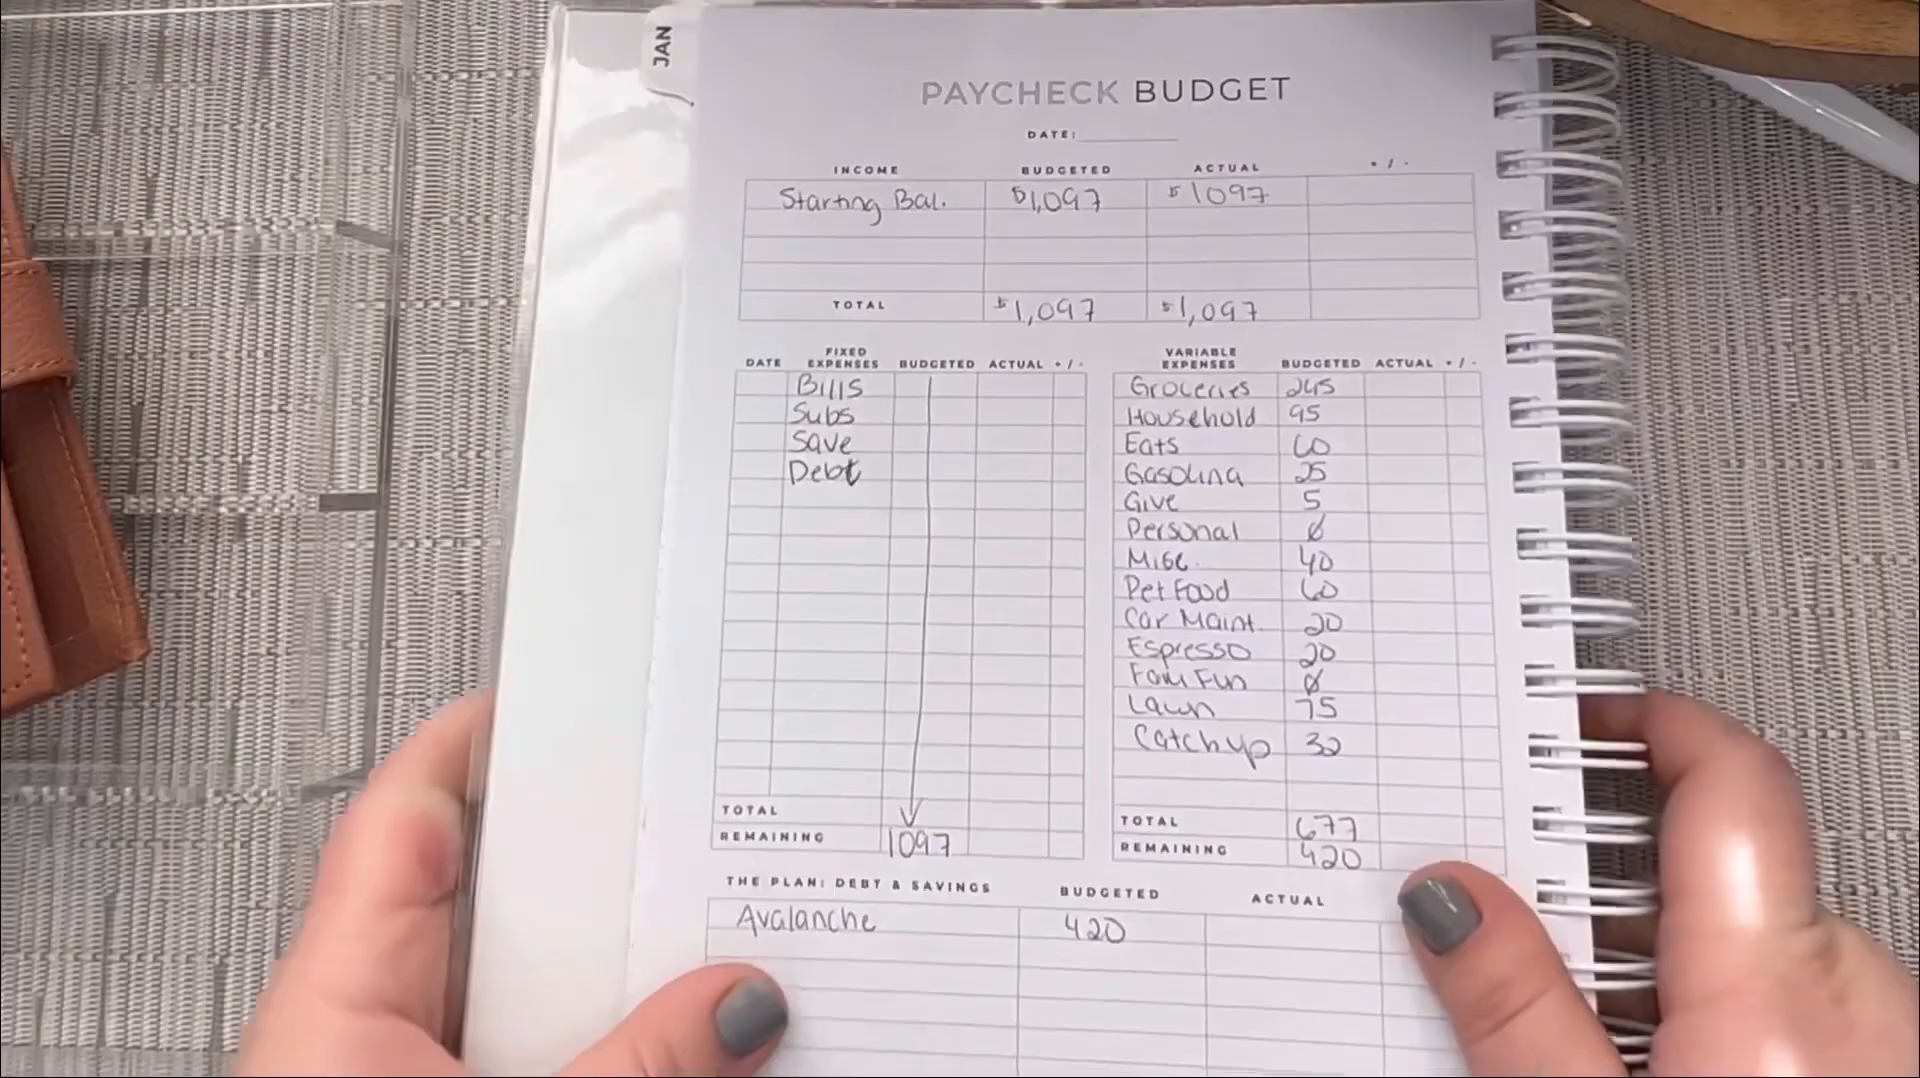 JAN
PAYCHECK BUDGET
DATE:
INCOME BUDGETED ACTUAL + / -
Starting Bal. $1,097 $1097
TOTAL $1,097 $1,097
DATE FIXED EXPENSES BUDGETED ACTUAL + / -
Bills
Subs
Save
Debt
TOTAL
REMAINING 1097
VARIABLE EXPENSES BUDGETED ACTUAL + / -
Groceries 245
Household 95
Eats 60
Gasolina 25
Give 5
Personal Ø
Misc. 40
Pet Food 60
Car Maint. 20
Espresso 20
Fam Fun Ø
Lawn 75
Catch up 32
TOTAL 677
REMAINING 420
THE PLAN: DEBT & SAVINGS BUDGETED ACTUAL
Avalanche 420